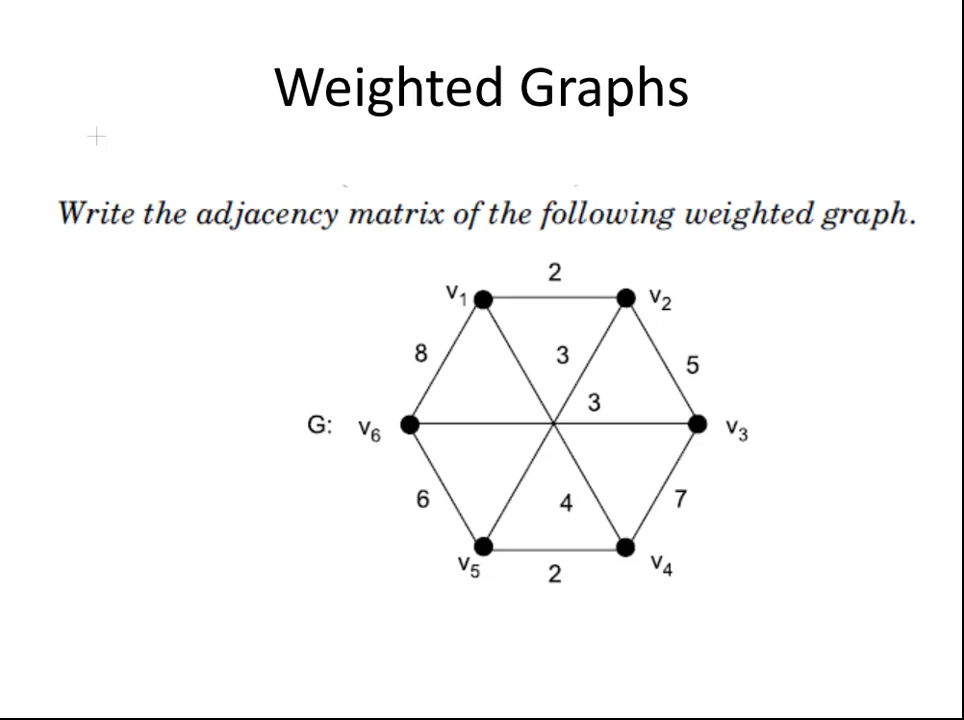 Weighted Graphs
Write the adjacency matrix of the following weighted graph.
2
v1
v2
8
3
5
3
G: v6
v3
6
4
7
v5
v4
2